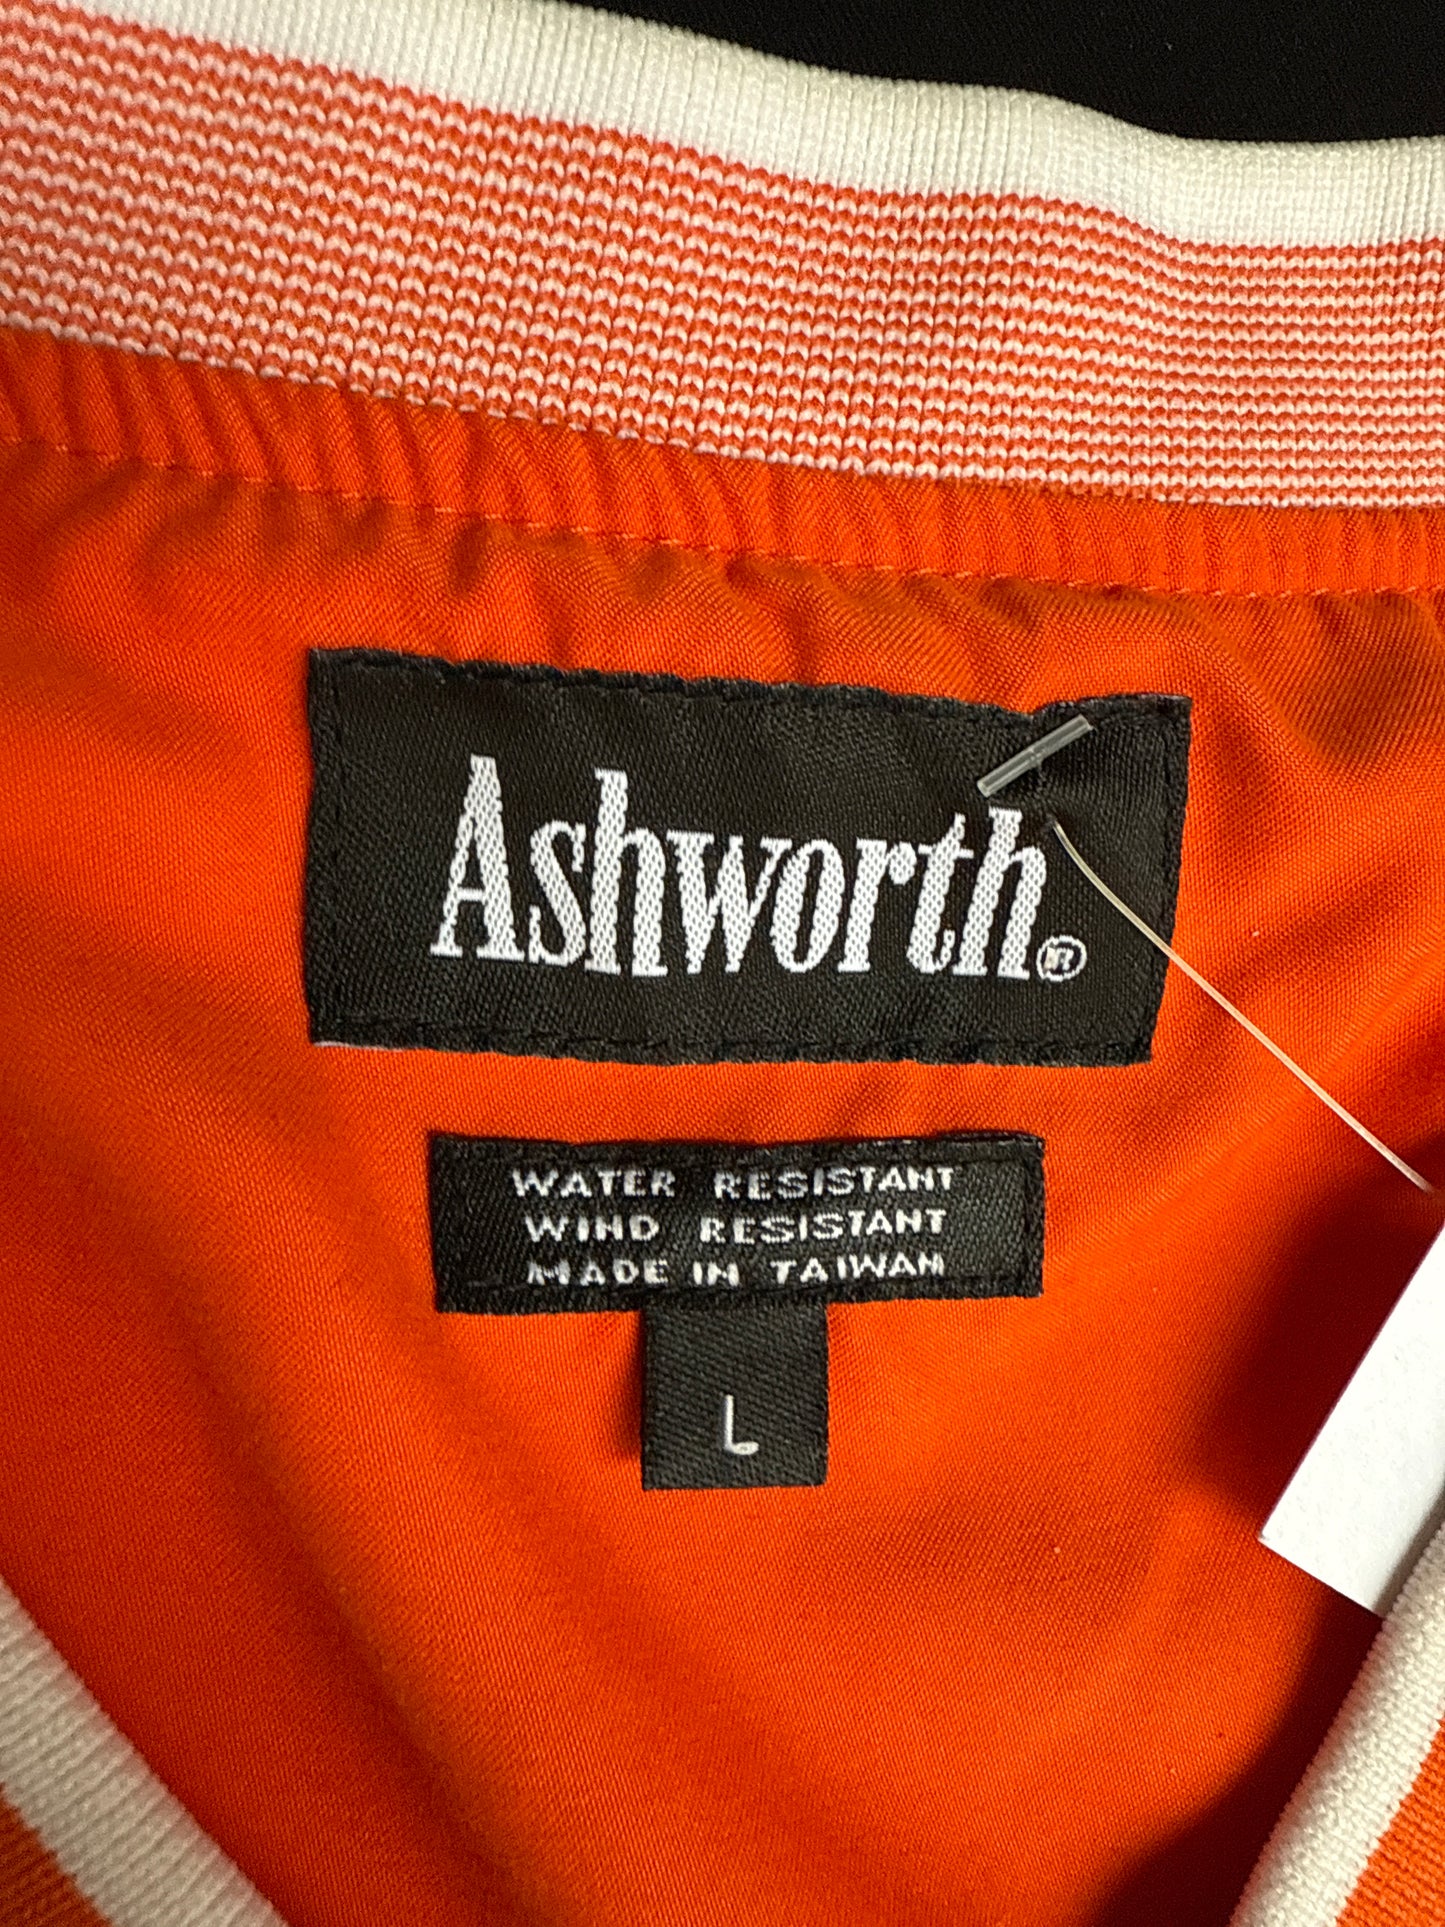 Ashworth®
WATER RESISTANT
WIND RESISTANT
MADE IN TAIWAN
L